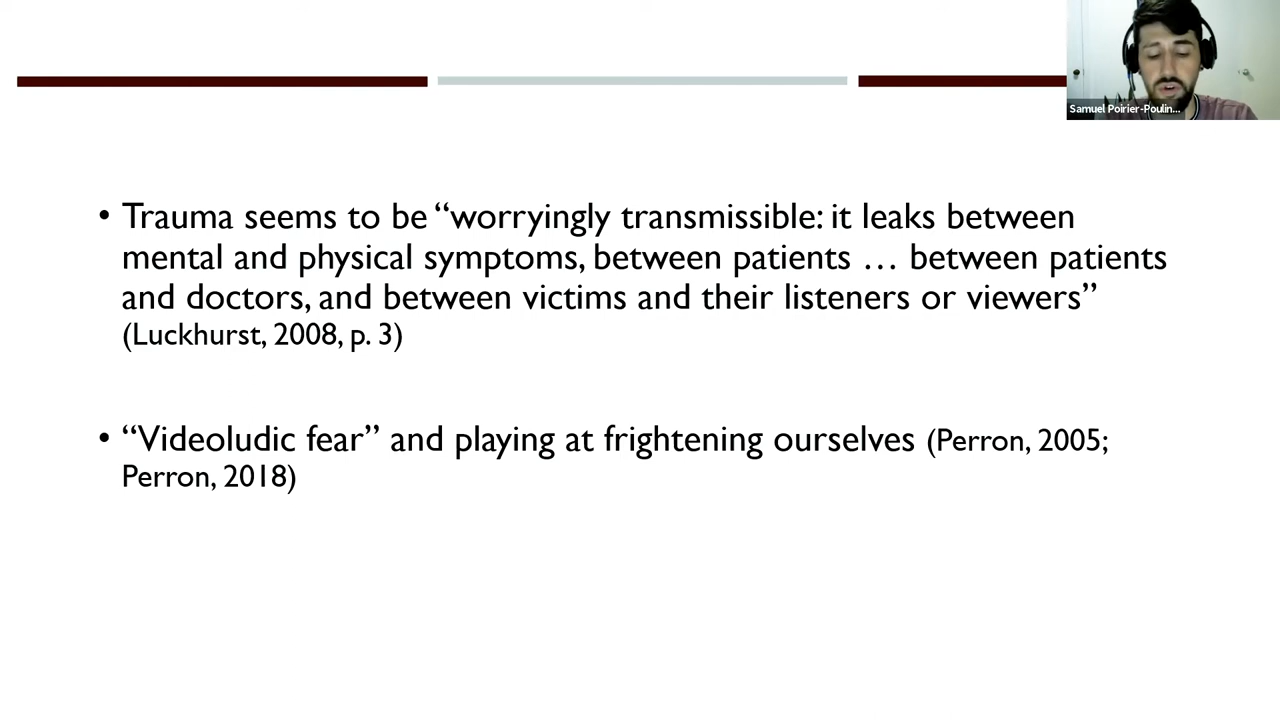 Samuel Poirier-Poulin...
• Trauma seems to be “worryingly transmissible: it leaks between
mental and physical symptoms, between patients … between patients
and doctors, and between victims and their listeners or viewers”
(Luckhurst, 2008, p. 3)
• “Videoludic fear” and playing at frightening ourselves (Perron, 2005;
Perron, 2018)